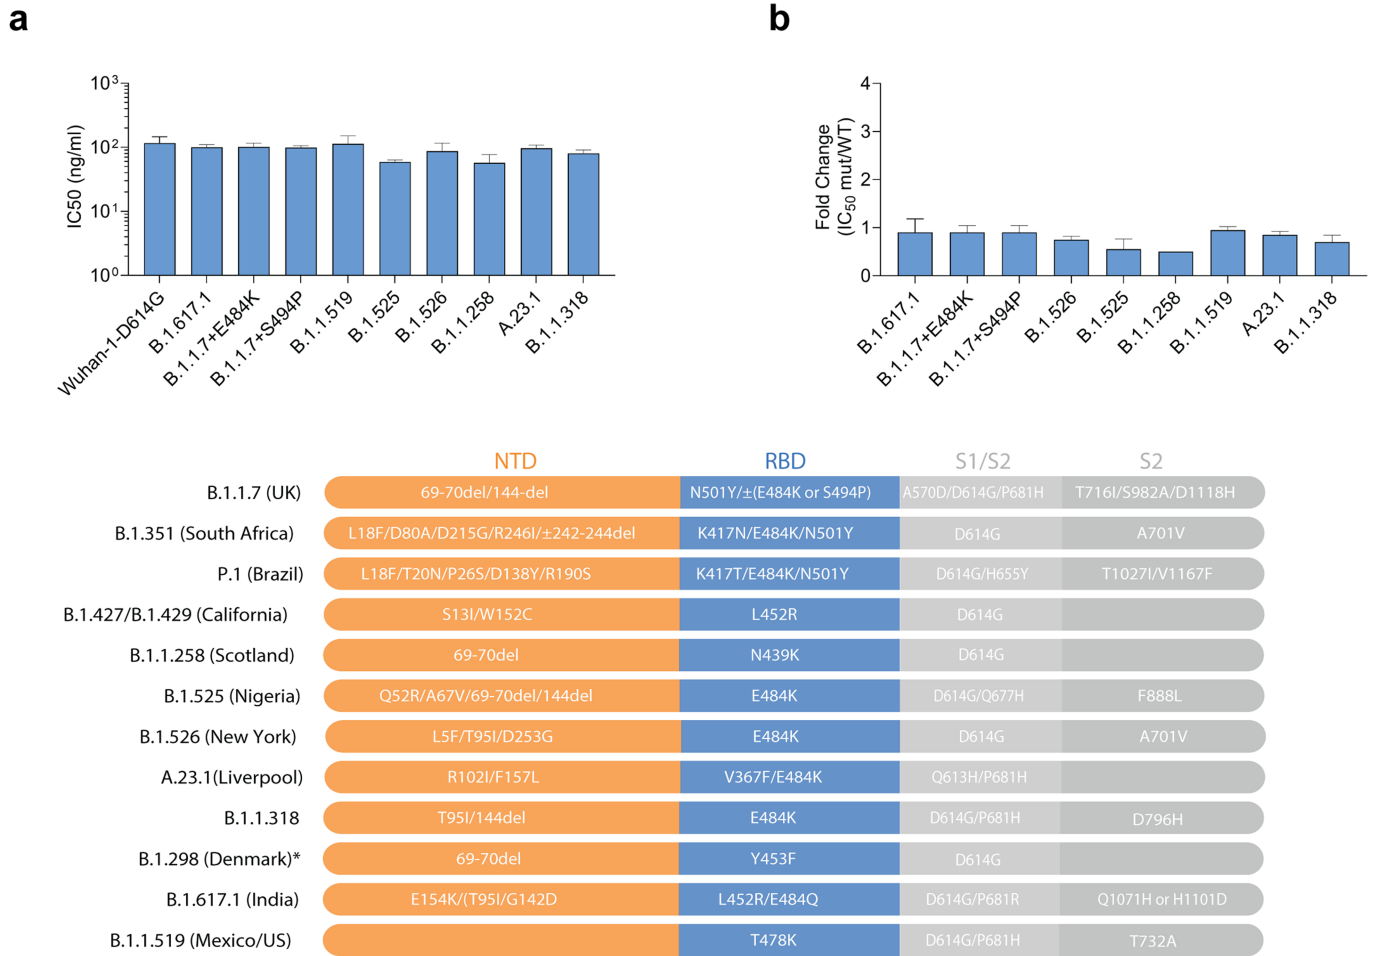 a
b
10³
10²
10¹
10⁰
IC50 (ng/ml)
Wuhan-1-D614G
B.1.617.1
B.1.1.7+E484K
B.1.1.7+S494P
B.1.1.519
B.1.525
B.1.526
B.1.1.258
A.23.1
B.1.1.318
4
3
2
1
0
Fold Change
(IC₅₀ mut/WT)
B.1.617.1
B.1.1.7+E484K
B.1.1.7+S494P
B.1.526
B.1.525
B.1.1.258
B.1.1.519
A.23.1
B.1.1.318
NTD RBD S1/S2 S2
B.1.1.7 (UK) 69-70del/144-del N501Y/±(E484K or S494P) A570D/D614G/P681H T716I/S982A/D1118H
B.1.351 (South Africa) L18F/D80A/D215G/R246I/±242-244del K417N/E484K/N501Y D614G A701V
P.1 (Brazil) L18F/T20N/P26S/D138Y/R190S K417T/E484K/N501Y D614G/H655Y T1027I/V1167F
B.1.427/B.1.429 (California) S13I/W152C L452R D614G
B.1.1.258 (Scotland) 69-70del N439K D614G
B.1.525 (Nigeria) Q52R/A67V/69-70del/144del E484K D614G/Q677H F888L
B.1.526 (New York) L5F/T95I/D253G E484K D614G A701V
A.23.1(Liverpool) R102I/F157L V367F/E484K Q613H/P681H
B.1.1.318 T95I/144del E484K D614G/P681H D796H
B.1.298 (Denmark)* 69-70del Y453F D614G
B.1.617.1 (India) E154K/(T95I/G142D L452R/E484Q D614G/P681R Q1071H or H1101D
B.1.1.519 (Mexico/US) T478K D614G/P681H T732A